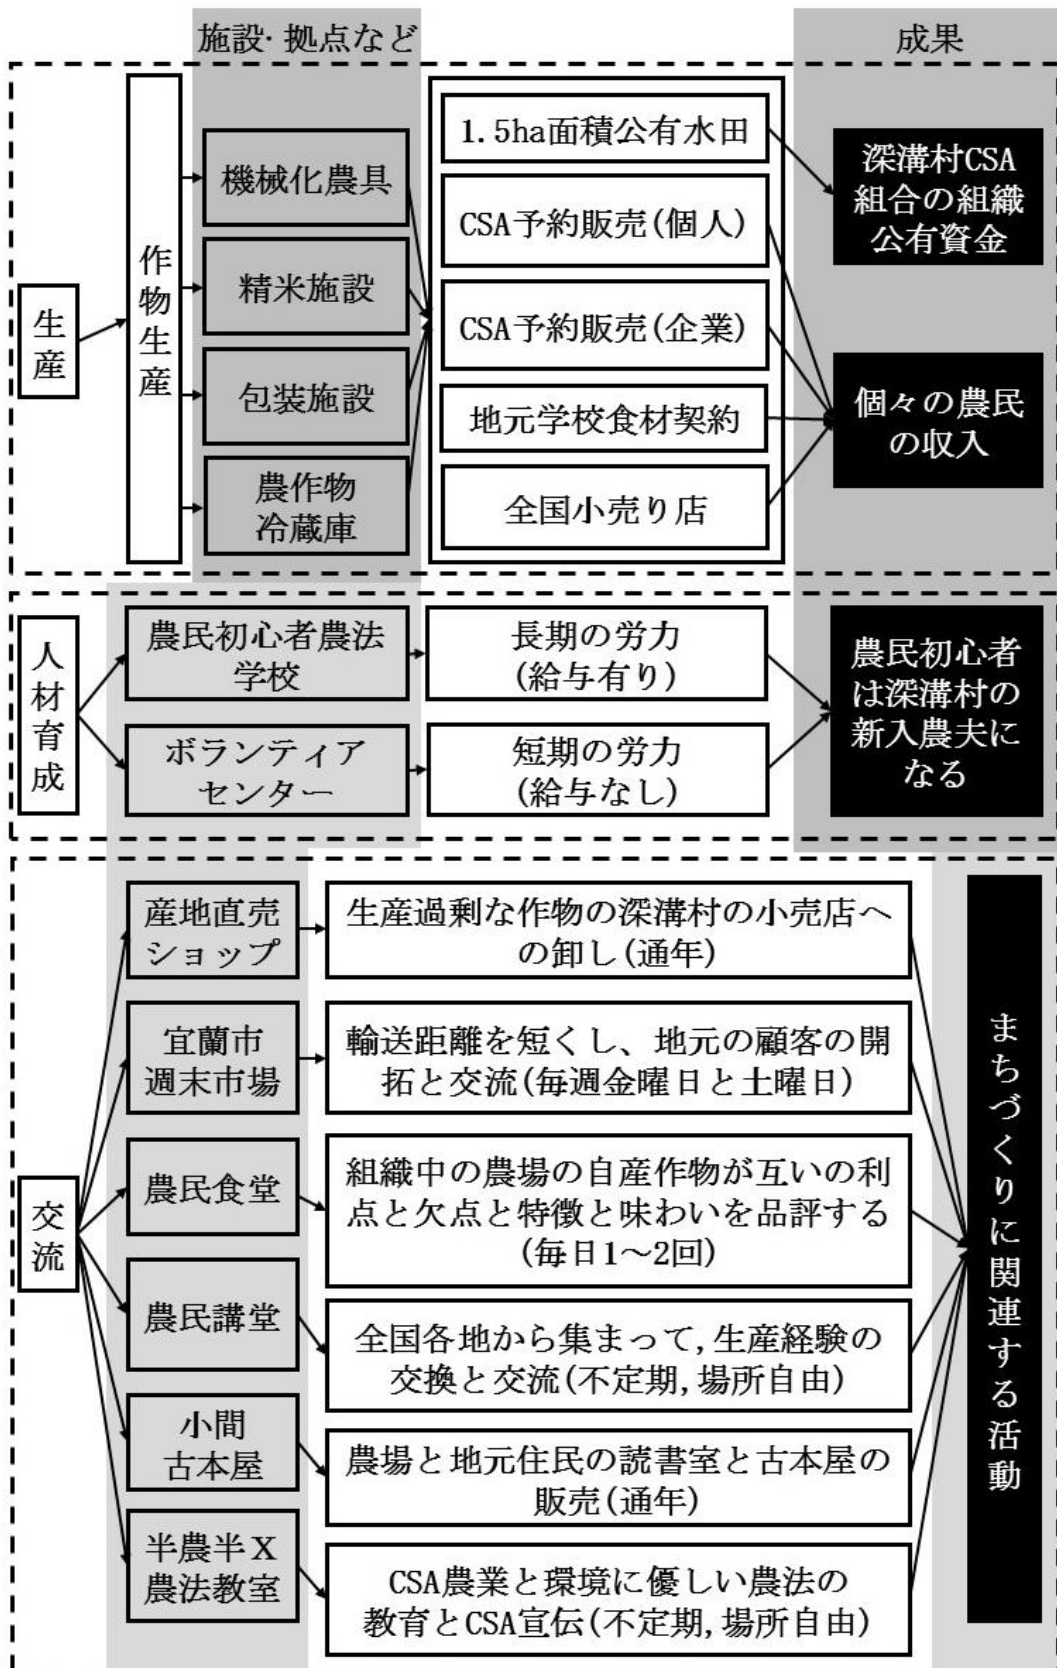 施設・拠点など
成果
生産
作物生産
機械化農具
精米施設
包装施設
農作物
冷蔵庫
1.5ha面積公有水田
CSA予約販売(個人)
CSA予約販売(企業)
地元学校食材契約
全国小売り店
深溝村CSA
組合の組織
公有資金
個々の農民
の収入
人材育成
農民初心者農法
学校
長期の労力
(給与有り)
ボランティア
センター
短期の労力
(給与なし)
農民初心者
は深溝村の
新入農夫に
なる
交流
産地直売
ショップ
生産過剰な作物の深溝村の小売店へ
の卸し(通年)
宜蘭市
週末市場
輸送距離を短くし、地元の顧客の開
拓と交流(毎週金曜日と土曜日)
農民食堂
組織中の農場の自産作物が互いの利
点と欠点と特徴と味わいを品評する
(毎日1～2回)
農民講堂
全国各地から集まって,生産経験の
交換と交流(不定期,場所自由)
小間
古本屋
農場と地元住民の読書室と古本屋の
販売(通年)
半農半X
農法教室
CSA農業と環境に優しい農法の
教育とCSA宣伝(不定期,場所自由)
まちづくりに関連する活動